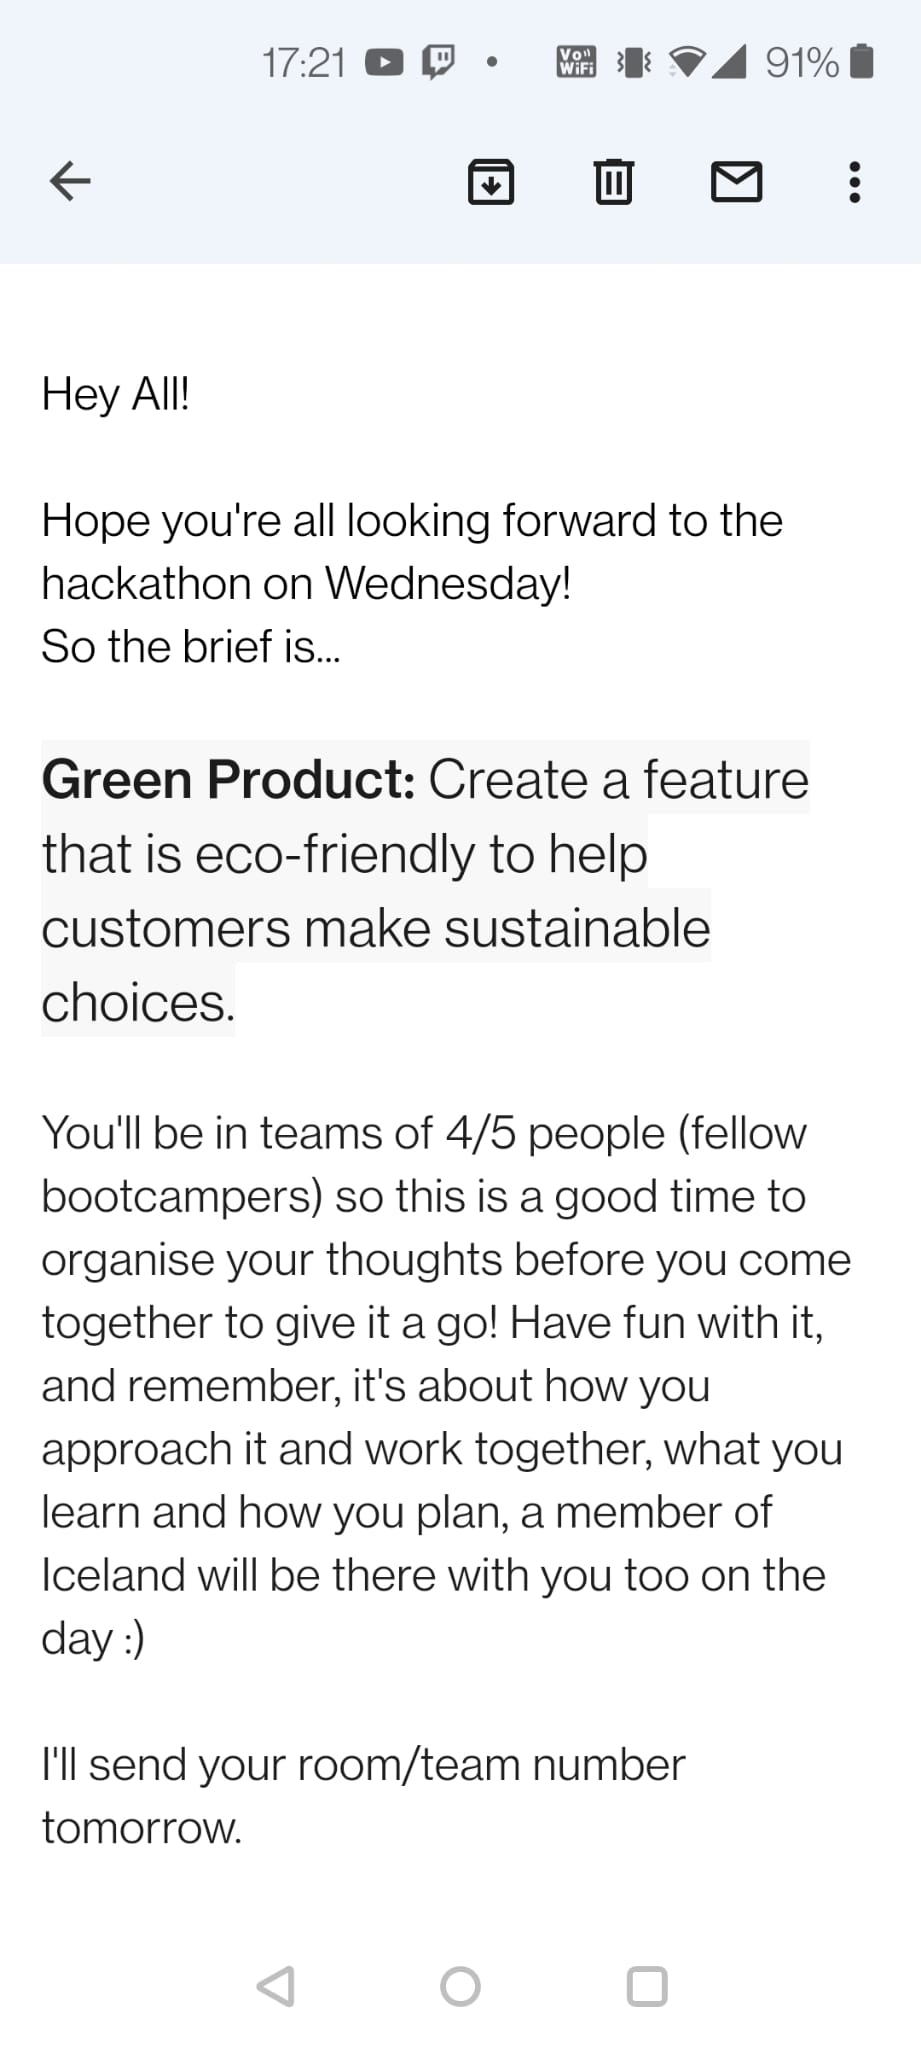 17:21 Vo)) WiFi 91%
Hey All!
Hope you're all looking forward to the
hackathon on Wednesday!
So the brief is...
Green Product: Create a feature
that is eco-friendly to help
customers make sustainable
choices.
You'll be in teams of 4/5 people (fellow
bootcampers) so this is a good time to
organise your thoughts before you come
together to give it a go! Have fun with it,
and remember, it's about how you
approach it and work together, what you
learn and how you plan, a member of
Iceland will be there with you too on the
day :)
I'll send your room/team number
tomorrow.